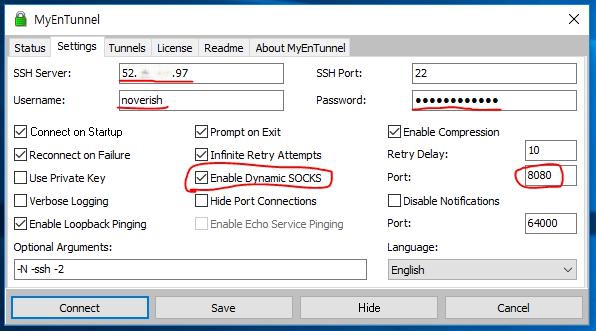 MyEnTunnel
Status Settings Tunnels License Readme About MyEnTunnel
SSH Server: 52. .97 SSH Port: 22
Username: noverish Password: ●●●●●●●●●●●●
Connect on Startup Prompt on Exit Enable Compression
Reconnect on Failure Infinite Retry Attempts Retry Delay: 10
Use Private Key Enable Dynamic SOCKS Port: 8080
Verbose Logging Hide Port Connections Disable Notifications
Enable Loopback Pinging Enable Echo Service Pinging Port: 64000
Optional Arguments: Language:
-N -ssh -2 English
Connect Save Hide Cancel